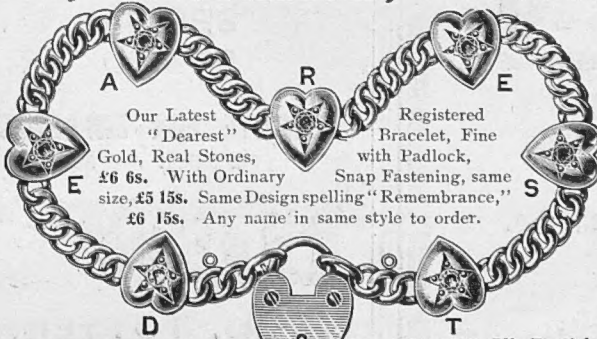 A
R
E
Our Latest Registered
"Dearest" Bracelet, Fine
Gold, Real Stones, with Padlock,
£6 6s. With Ordinary Snap Fastening, same
size, £5 15s. Same Design spelling "Remembrance,"
£6 15s. Any name in same style to order.
E
S
D
T